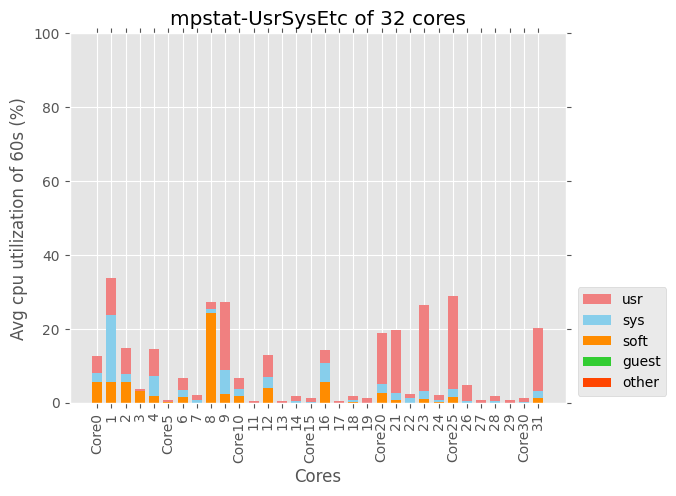 mpstat-UsrSysEtc of 32 cores
Avg cpu utilization of 60s (%)
100
80
60
40
20
0
Core0
1
2
3
4
Core5
6
7
8
9
Core10
11
12
13
14
Core15
16
17
18
19
Core20
21
22
23
24
Core25
26
27
28
29
Core30
31
Cores
usr
sys
soft
guest
other